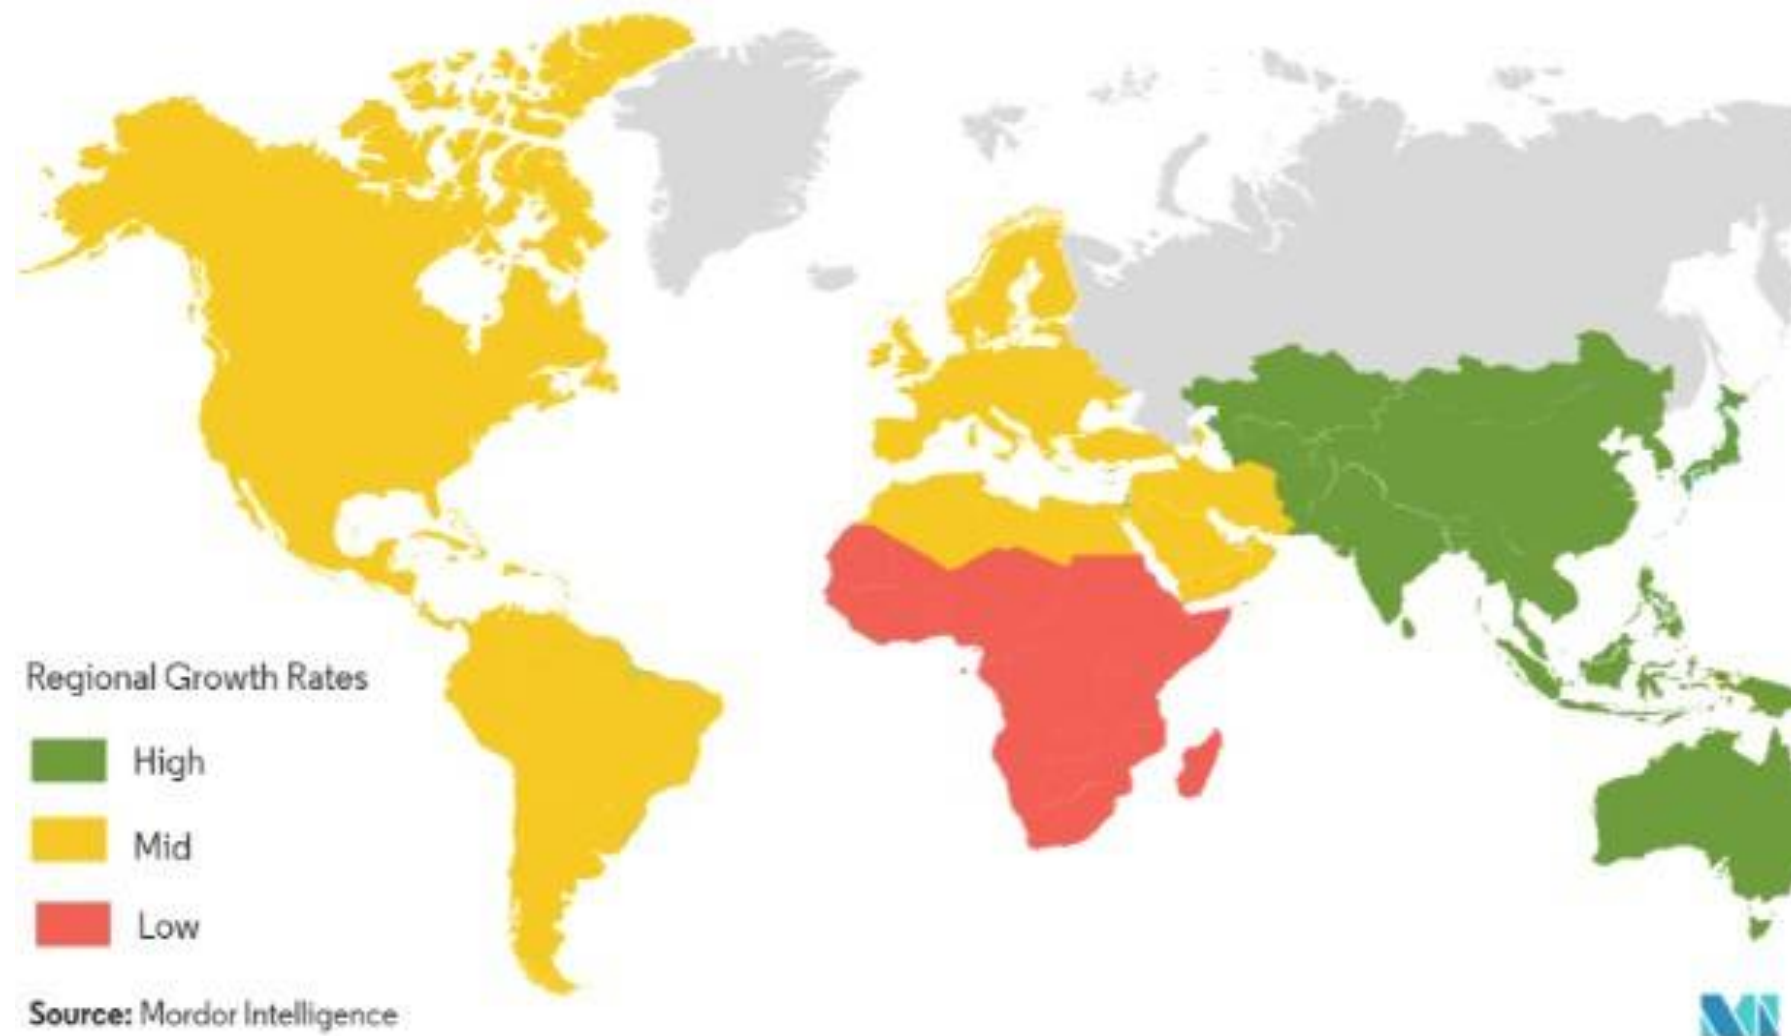 Regional Growth Rates
High
Mid
Low
Source: Mordor Intelligence